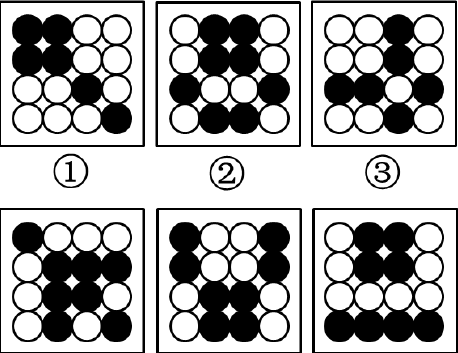 ① ② ③